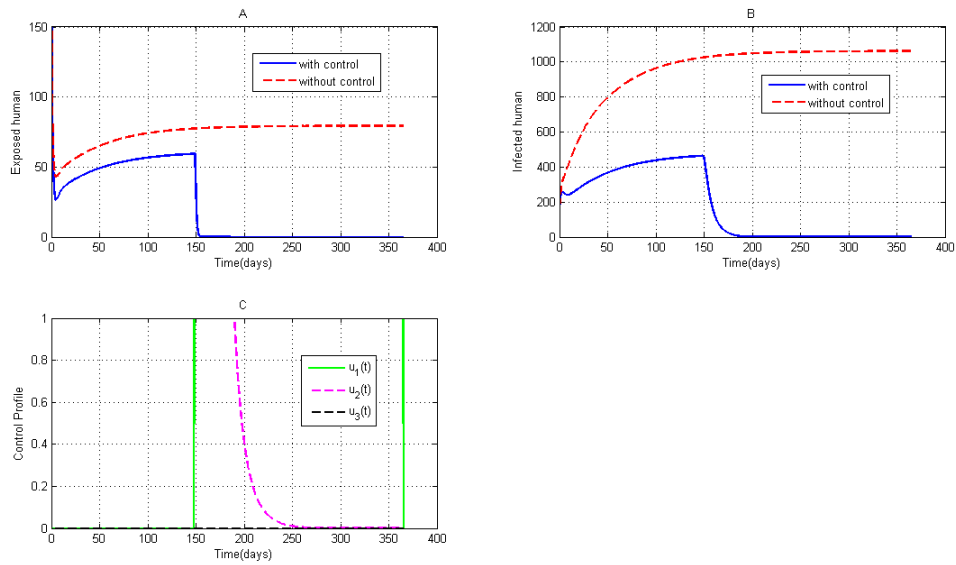 A
150
100
50
0
Exposed human
with control
without control
0 50 100 150 200 250 300 350 400
Time(days)
B
1200
1000
800
600
400
200
0
Infected human
with control
without control
0 50 100 150 200 250 300 350 400
Time(days)
C
1
0.8
0.6
0.4
0.2
0
Control Profile
u1(t)
u2(t)
u3(t)
0 50 100 150 200 250 300 350 400
Time(days)